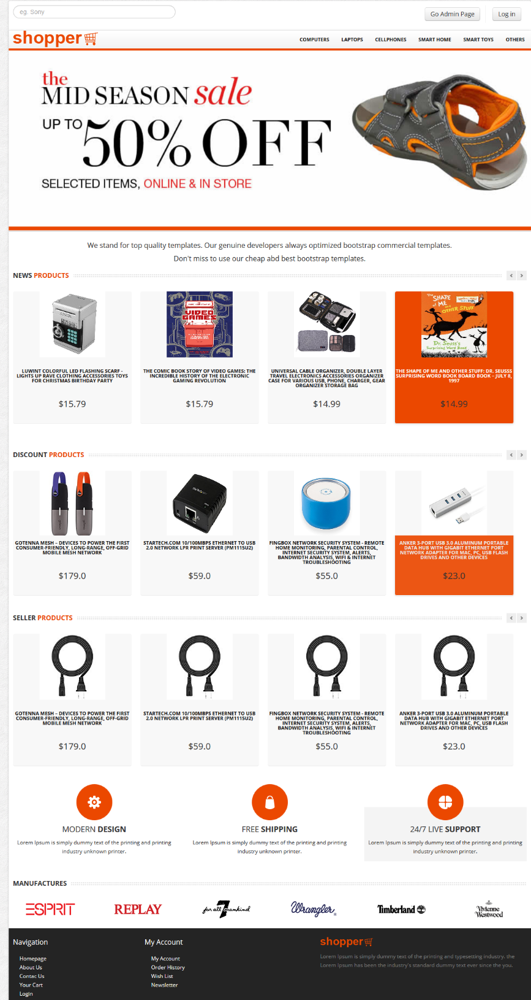 eg. Sony
Go Admin Page
Log in
shopper
COMPUTERS LAPTOPS CELLPHONES SMART HOME SMART TOYS OTHERS
the
MID SEASON sale
UP TO 50% OFF
SELECTED ITEMS, ONLINE & IN STORE
We stand for top quality templates. Our genuine developers always optimized bootstrap commercial templates.
Don't miss to use our cheap abd best bootstrap templates.
NEWS PRODUCTS
VIDEO
GAMES
The SHAPE
of ME
and
OTHER STUFF
Dr. Seuss's
Surprising Word Book
LUWINT COLORFUL LED FLASHING SCARF -
LIGHTS UP RAVE CLOTHING ACCESSORIES TOYS
FOR CHRISTMAS BIRTHDAY PARTY
$15.79
THE COMIC BOOK STORY OF VIDEO GAMES: THE
INCREDIBLE HISTORY OF THE ELECTRONIC
GAMING REVOLUTION
$15.79
UNIVERSAL CABLE ORGANIZER, DOUBLE LAYER
TRAVEL ELECTRONICS ACCESSORIES ORGANIZER
CASE FOR VARIOUS USB, PHONE, CHARGER, GEAR
ORGANIZER STORAGE BAG
$14.99
THE SHAPE OF ME AND OTHER STUFF: DR. SEUSSS
SURPRISING WORD BOOK BOARD BOOK – JULY 8,
1997
$14.99
DISCOUNT PRODUCTS
GOTENNA MESH – DEVICES TO POWER THE FIRST
CONSUMER-FRIENDLY, LONG-RANGE, OFF-GRID
MOBILE MESH NETWORK
$179.0
STARTECH.COM 10/100MBPS ETHERNET TO USB
2.0 NETWORK LPR PRINT SERVER (PM1115U2)
$59.0
FINGBOX NETWORK SECURITY SYSTEM - REMOTE
HOME MONITORING, PARENTAL CONTROL,
INTERNET SECURITY SYSTEM, ALERTS,
BANDWIDTH ANALYSIS, WIFI & INTERNET
TROUBLESHOOTING
$55.0
ANKER 3-PORT USB 3.0 ALUMINUM PORTABLE
DATA HUB WITH GIGABIT ETHERNET PORT
NETWORK ADAPTER FOR MAC, PC, USB FLASH
DRIVES AND OTHER DEVICES
$23.0
SELLER PRODUCTS
GOTENNA MESH – DEVICES TO POWER THE FIRST
CONSUMER-FRIENDLY, LONG-RANGE, OFF-GRID
MOBILE MESH NETWORK
$179.0
STARTECH.COM 10/100MBPS ETHERNET TO USB
2.0 NETWORK LPR PRINT SERVER (PM1115U2)
$59.0
FINGBOX NETWORK SECURITY SYSTEM - REMOTE
HOME MONITORING, PARENTAL CONTROL,
INTERNET SECURITY SYSTEM, ALERTS,
BANDWIDTH ANALYSIS, WIFI & INTERNET
TROUBLESHOOTING
$55.0
ANKER 3-PORT USB 3.0 ALUMINUM PORTABLE
DATA HUB WITH GIGABIT ETHERNET PORT
NETWORK ADAPTER FOR MAC, PC, USB FLASH
DRIVES AND OTHER DEVICES
$23.0
MODERN DESIGN
Lorem Ipsum is simply dummy text of the printing and printing
industry unknown printer.
FREE SHIPPING
Lorem Ipsum is simply dummy text of the printing and printing
industry unknown printer.
24/7 LIVE SUPPORT
Lorem Ipsum is simply dummy text of the printing and printing
industry unknown printer.
MANUFACTURES
ESPRIT
REPLAY
for all 7 mankind
Wrangler
Timberland
Vivienne
Westwood
Navigation
Homepage
About Us
Contac Us
Your Cart
Login
My Account
My Account
Order History
Wish List
Newsletter
shopper
Lorem Ipsum is simply dummy text of the printing and typesetting industry. the
Lorem Ipsum has been the industry's standard dummy text ever since the you.